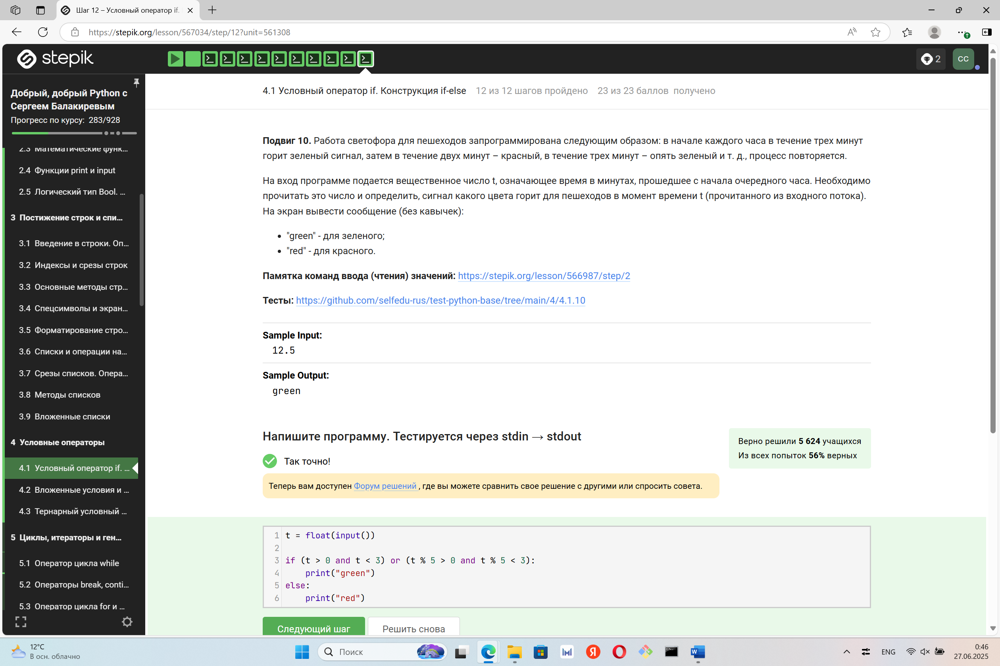 Шаг 12 – Условный оператор if.
https://stepik.org/lesson/567034/step/12?unit=561308
stepik
2
CC
Добрый, добрый Python с
Сергеем Балакиревым
Прогресс по курсу: 283/928
2.3 Математические функ...
2.4 Функции print и input
2.5 Логический тип Bool. ...
3 Постижение строк и спи...
3.1 Введение в строки. Оп...
3.2 Индексы и срезы строк
3.3 Основные методы стр...
3.4 Спецсимволы и экран...
3.5 Форматирование стро...
3.6 Списки и операции на...
3.7 Срезы списков. Опера...
3.8 Методы списков
3.9 Вложенные списки
4 Условные операторы
4.1 Условный оператор if. ...
4.2 Вложенные условия и ...
4.3 Тернарный условный ...
5 Циклы, итераторы и ген...
5.1 Оператор цикла while
5.2 Операторы break, conti...
5.3 Оператор цикла for и ...
4.1 Условный оператор if. Конструкция if-else 12 из 12 шагов пройдено 23 из 23 баллов получено
Подвиг 10. Работа светофора для пешеходов запрограммирована следующим образом: в начале каждого часа в течение трех минут
горит зеленый сигнал, затем в течение двух минут – красный, в течение трех минут – опять зеленый и т. д., процесс повторяется.
На вход программе подается вещественное число t, означающее время в минутах, прошедшее с начала очередного часа. Необходимо
прочитать это число и определить, сигнал какого цвета горит для пешеходов в момент времени t (прочитанного из входного потока).
На экран вывести сообщение (без кавычек):
• "green" - для зеленого;
• "red" - для красного.
Памятка команд ввода (чтения) значений: https://stepik.org/lesson/566987/step/2
Тесты: https://github.com/selfedu-rus/test-python-base/tree/main/4/4.1.10
Sample Input:
12.5
Sample Output:
green
Напишите программу. Тестируется через stdin → stdout
Верно решили 5 624 учащихся
Из всех попыток 56% верных
Так точно!
Теперь вам доступен Форум решений , где вы можете сравнить свое решение с другими или спросить совета.
1 t = float(input())
2
3 if (t > 0 and t < 3) or (t % 5 > 0 and t % 5 < 3):
4     print("green")
5 else:
6     print("red")
Следующий шаг
Решить снова
12°C
В осн. облачно
Поиск
ENG
0:46
27.06.2025